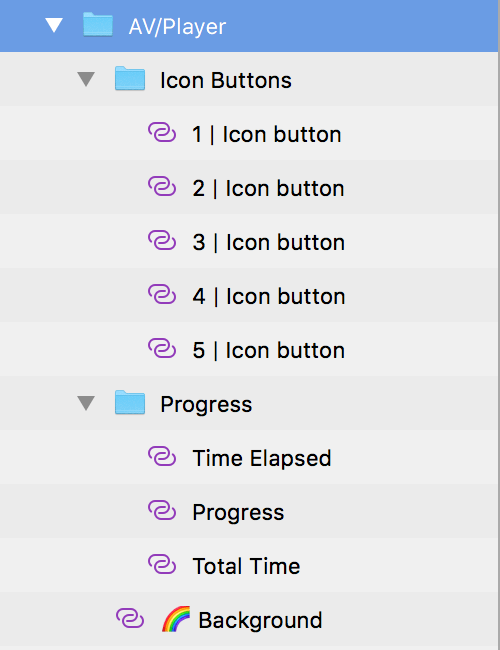 AV/Player
Icon Buttons
1 | Icon button
2 | Icon button
3 | Icon button
4 | Icon button
5 | Icon button
Progress
Time Elapsed
Progress
Total Time
🌈 Background